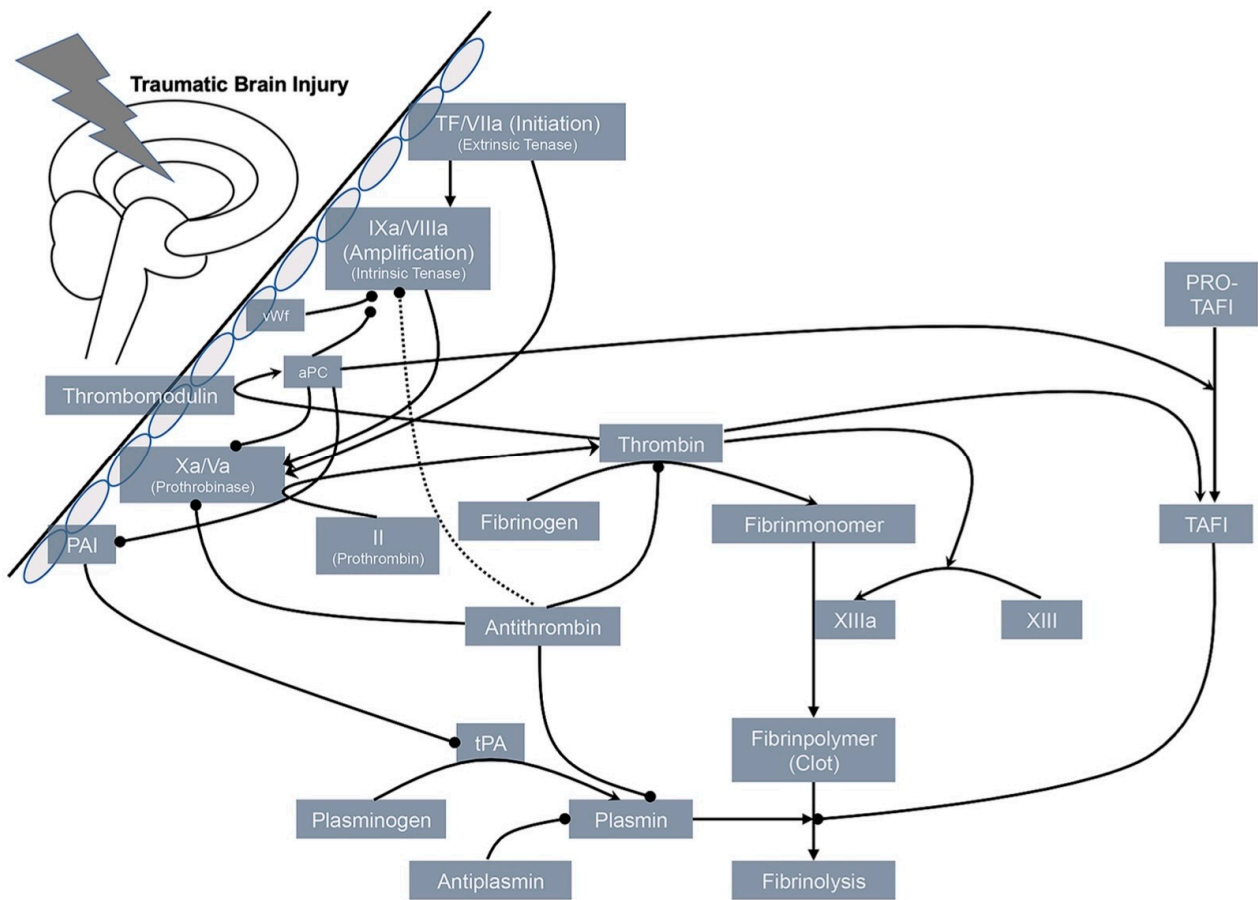 Traumatic Brain Injury
TF/VIIa (Initiation)
(Extrinsic Tenase)
IXa/VIIIa
(Amplification)
(Intrinsic Tenase)
PRO-
TAFI
vWf
aPC
Thrombomodulin
Thrombin
Xa/Va
(Prothrobinase)
Fibrinogen
Fibrinmonomer
TAFI
PAI
II
(Prothrombin)
Antithrombin
XIIIa
XIII
tPA
Fibrinpolymer
(Clot)
Plasminogen
Plasmin
Antiplasmin
Fibrinolysis